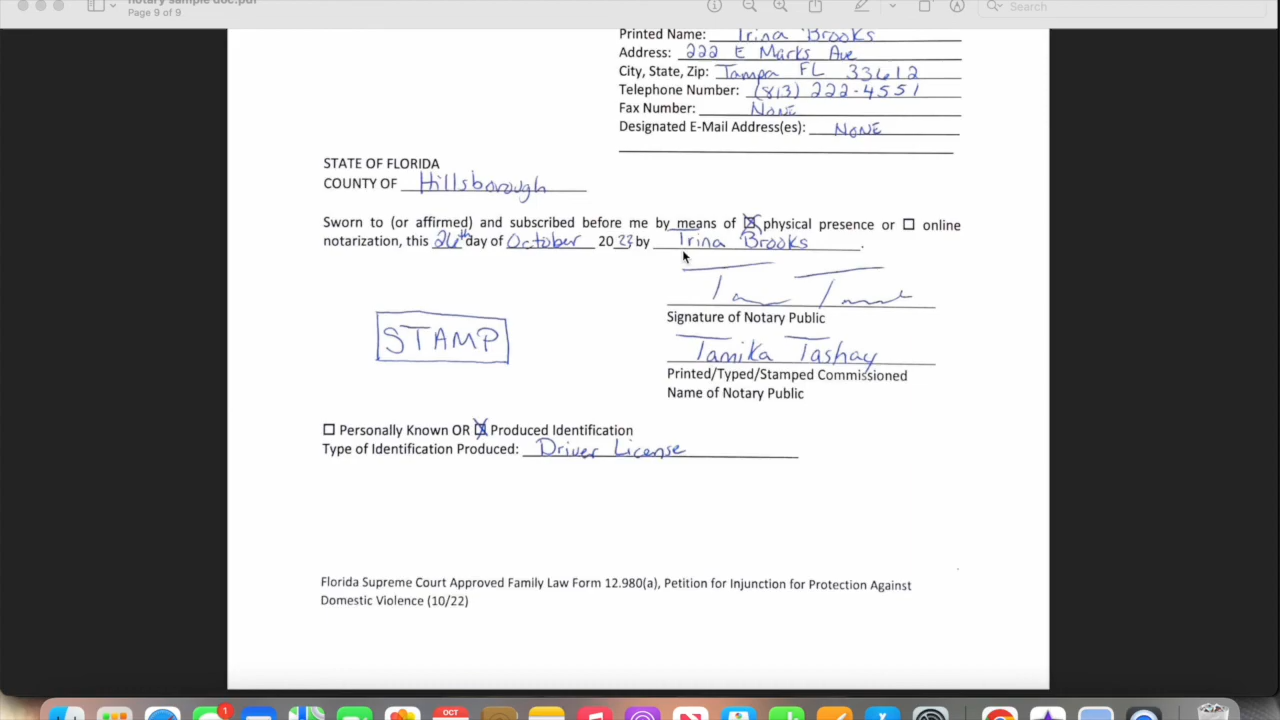 notary sample doc.pdf
Page 9 of 9
Search
Printed Name: Irina Brooks
Address: 222 E Marks Ave
City, State, Zip: Tampa FL 33612
Telephone Number: (813) 222-4551
Fax Number: NONE
Designated E-Mail Address(es): NONE
STATE OF FLORIDA
COUNTY OF Hillsborough
Sworn to (or affirmed) and subscribed before me by means of ☒ physical presence or ☐ online
notarization, this 26th day of October 20 23 by Irina Brooks.
Signature of Notary Public
STAMP
Tamika Tashay
Printed/Typed/Stamped Commissioned
Name of Notary Public
☐ Personally Known OR ☒ Produced Identification
Type of Identification Produced: Driver License
Florida Supreme Court Approved Family Law Form 12.980(a), Petition for Injunction for Protection Against
Domestic Violence (10/22)
1
OCT